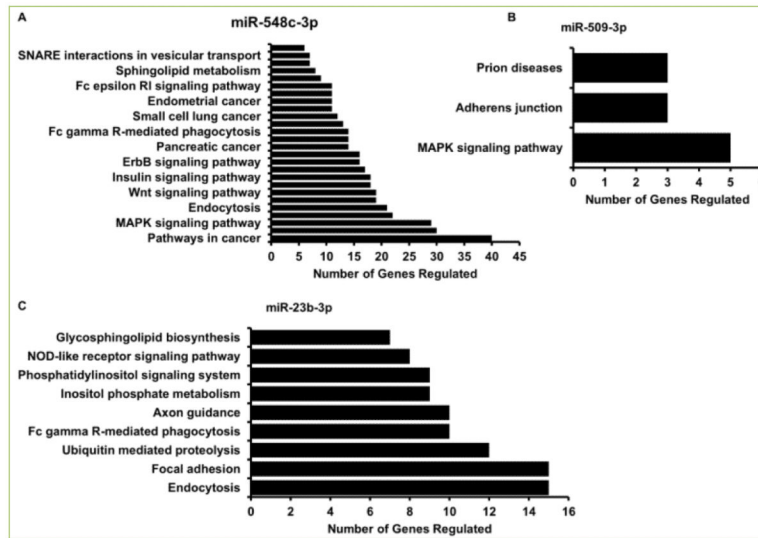 A
miR-548c-3p
SNARE interactions in vesicular transport
Sphingolipid metabolism
Fc epsilon RI signaling pathway
Endometrial cancer
Small cell lung cancer
Fc gamma R-mediated phagocytosis
Pancreatic cancer
ErbB signaling pathway
Insulin signaling pathway
Wnt signaling pathway
Endocytosis
MAPK signaling pathway
Pathways in cancer
0 5 10 15 20 25 30 35 40 45
Number of Genes Regulated
B
miR-509-3p
Prion diseases
Adherens junction
MAPK signaling pathway
0 1 2 3 4 5
Number of Genes Regulated
C
miR-23b-3p
Glycosphingolipid biosynthesis
NOD-like receptor signaling pathway
Phosphatidylinositol signaling system
Inositol phosphate metabolism
Axon guidance
Fc gamma R-mediated phagocytosis
Ubiquitin mediated proteolysis
Focal adhesion
Endocytosis
0 2 4 6 8 10 12 14 16
Number of Genes Regulated